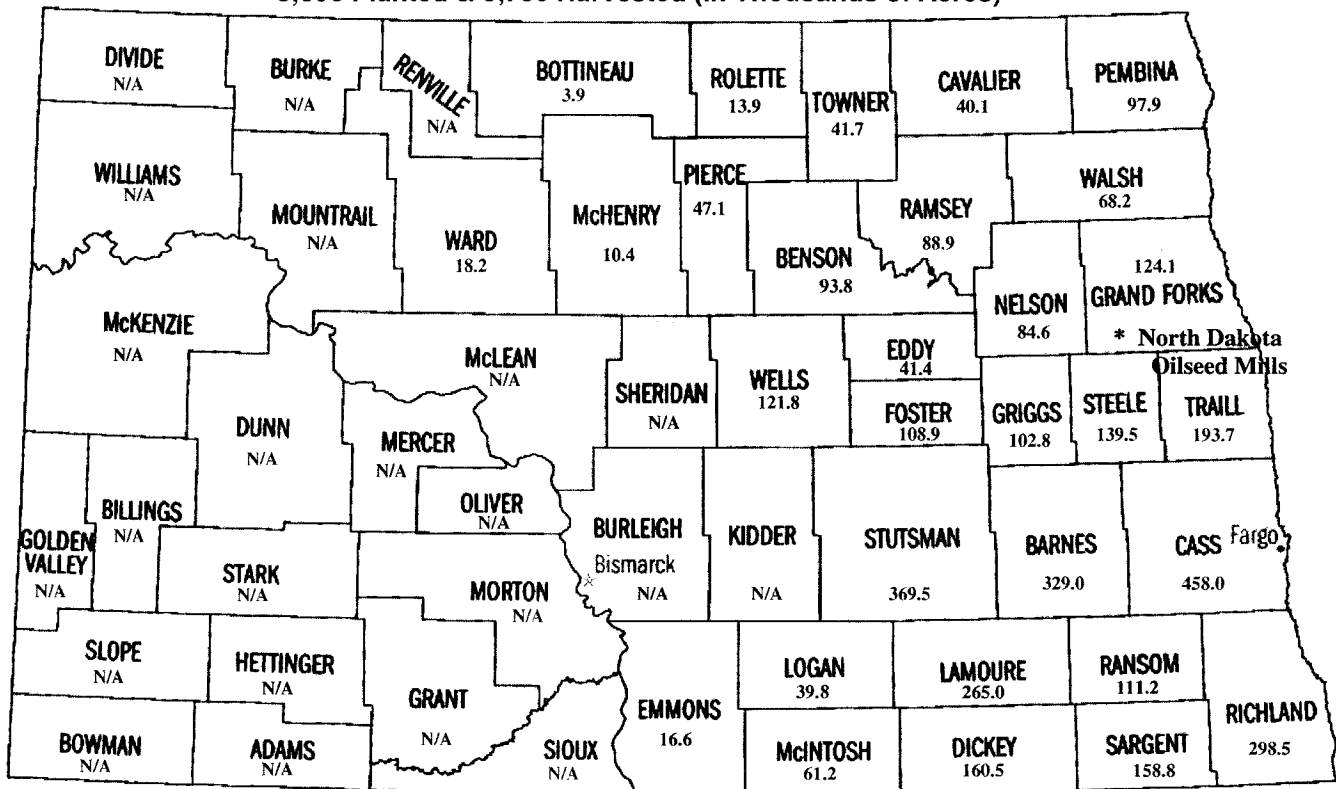 Planted & Harvested (In Thousands of Acres)
DIVIDE
N/A
BURKE
N/A
RENVILLE
N/A
BOTTINEAU
3.9
ROLETTE
13.9
TOWNER
41.7
CAVALIER
40.1
PEMBINA
97.9
WILLIAMS
N/A
MOUNTRAIL
N/A
WARD
18.2
McHENRY
10.4
PIERCE
47.1
BENSON
93.8
RAMSEY
88.9
WALSH
68.2
McKENZIE
N/A
McLEAN
N/A
SHERIDAN
N/A
WELLS
121.8
EDDY
41.4
FOSTER
108.9
NELSON
84.6
124.1
GRAND FORKS
* North Dakota
Oilseed Mills
GRIGGS
102.8
STEELE
139.5
TRAILL
193.7
DUNN
N/A
MERCER
N/A
OLIVER
N/A
GOLDEN
VALLEY
N/A
BILLINGS
N/A
STARK
N/A
MORTON
N/A
BURLEIGH
Bismarck
N/A
KIDDER
N/A
STUTSMAN
369.5
BARNES
329.0
CASS
Fargo
458.0
SLOPE
N/A
HETTINGER
N/A
GRANT
N/A
BOWMAN
N/A
ADAMS
N/A
SIOUX
N/A
EMMONS
16.6
LOGAN
39.8
LAMOURE
265.0
RANSOM
111.2
RICHLAND
298.5
McINTOSH
61.2
DICKEY
160.5
SARGENT
158.8